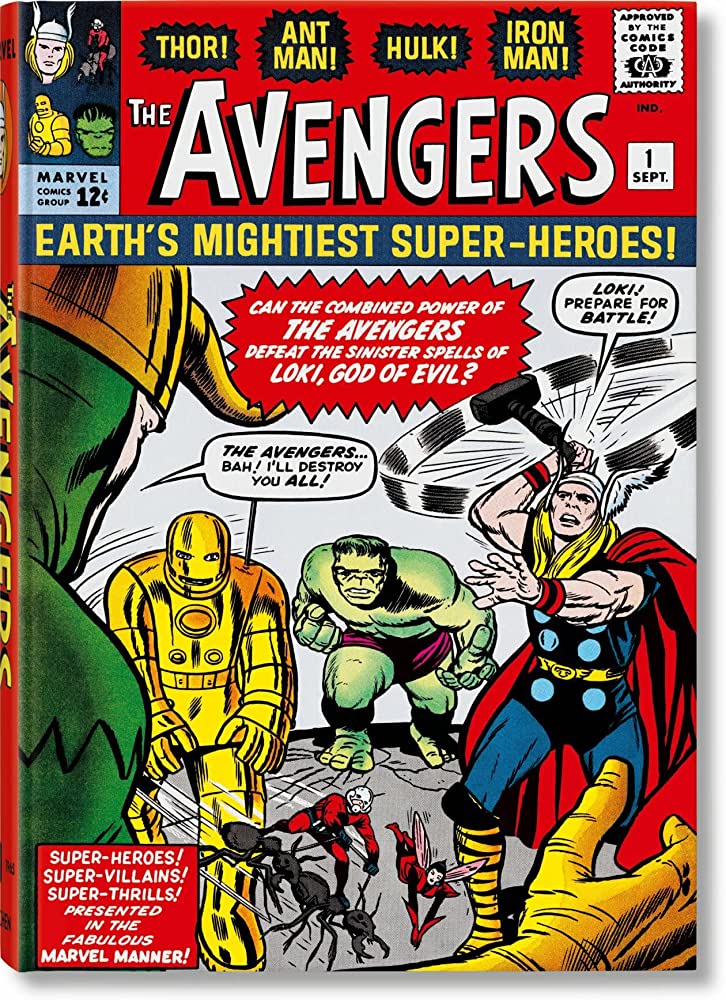 MARVEL
THOR!
ANT
MAN!
HULK!
IRON
MAN!
APPROVED
BY THE
COMICS
CODE
CA
AUTHORITY
IND.
THE AVENGERS
1
SEPT.
MARVEL
COMICS
GROUP 12¢
EARTH'S MIGHTIEST SUPER-HEROES!
CAN THE COMBINED POWER OF
THE AVENGERS
DEFEAT THE SINISTER SPELLS OF
LOKI, GOD OF EVIL?
LOKI!
PREPARE FOR
BATTLE!
THE AVENGERS...
BAH! I'LL DESTROY
YOU ALL!
SUPER-HEROES!
SUPER-VILLAINS!
SUPER-THRILLS!
PRESENTED
IN THE
FABULOUS
MARVEL MANNER!
THE AVENGERS